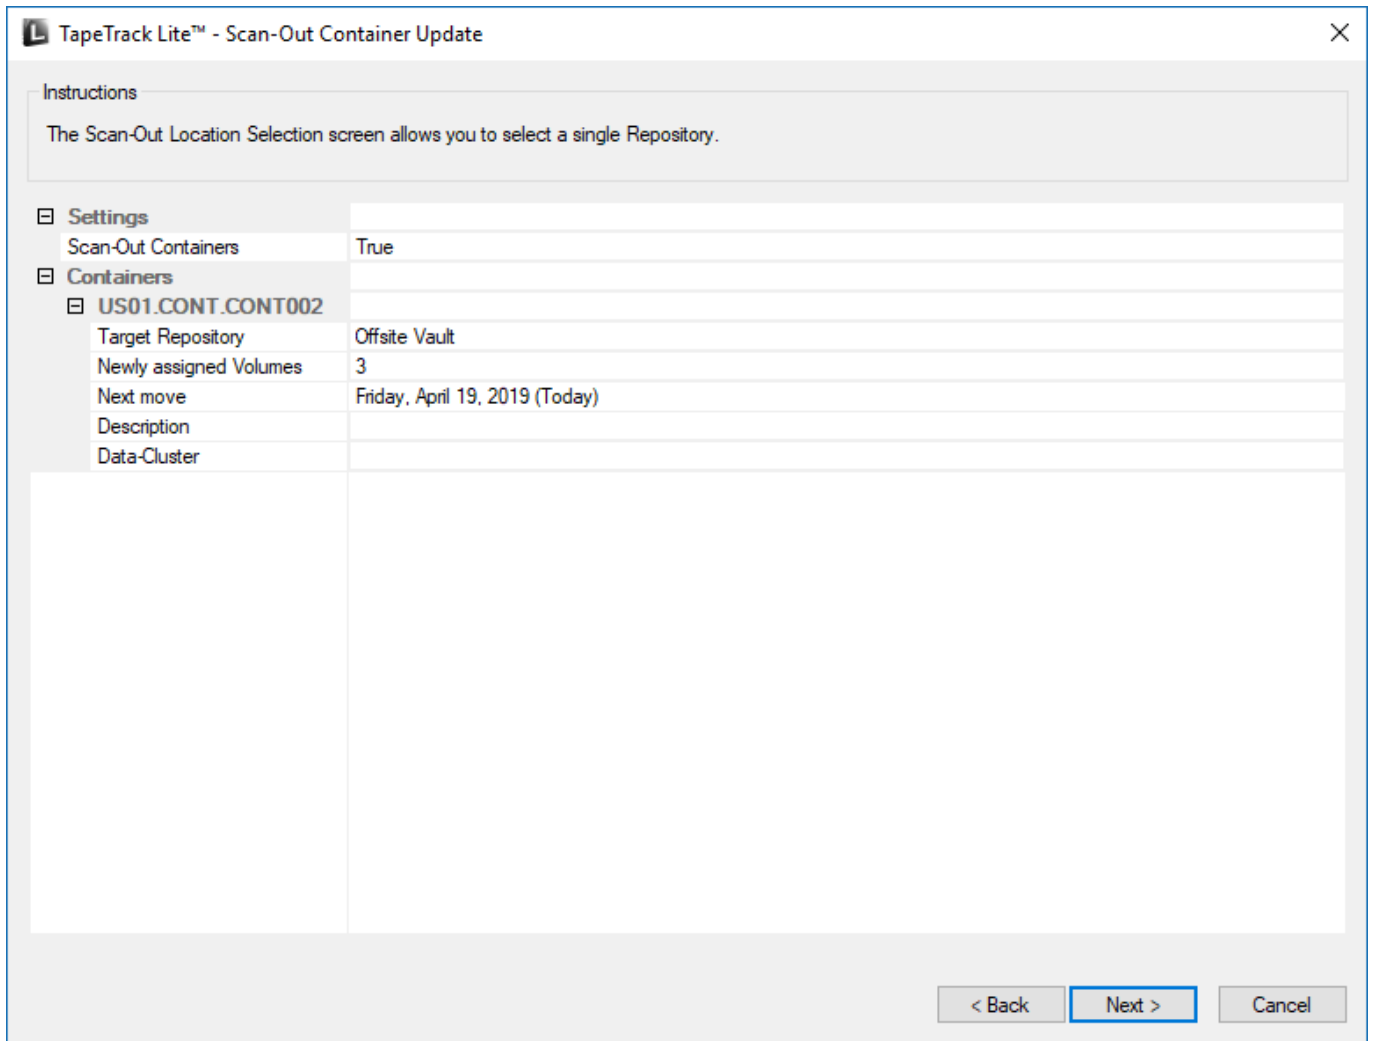 TapeTrack Lite™ - Scan-Out Container Update
Instructions
The Scan-Out Location Selection screen allows you to select a single Repository.
Settings
Scan-Out Containers True
Containers
US01.CONT.CONT002
Target Repository Offsite Vault
Newly assigned Volumes 3
Next move Friday, April 19, 2019 (Today)
Description
Data-Cluster
< Back Next > Cancel